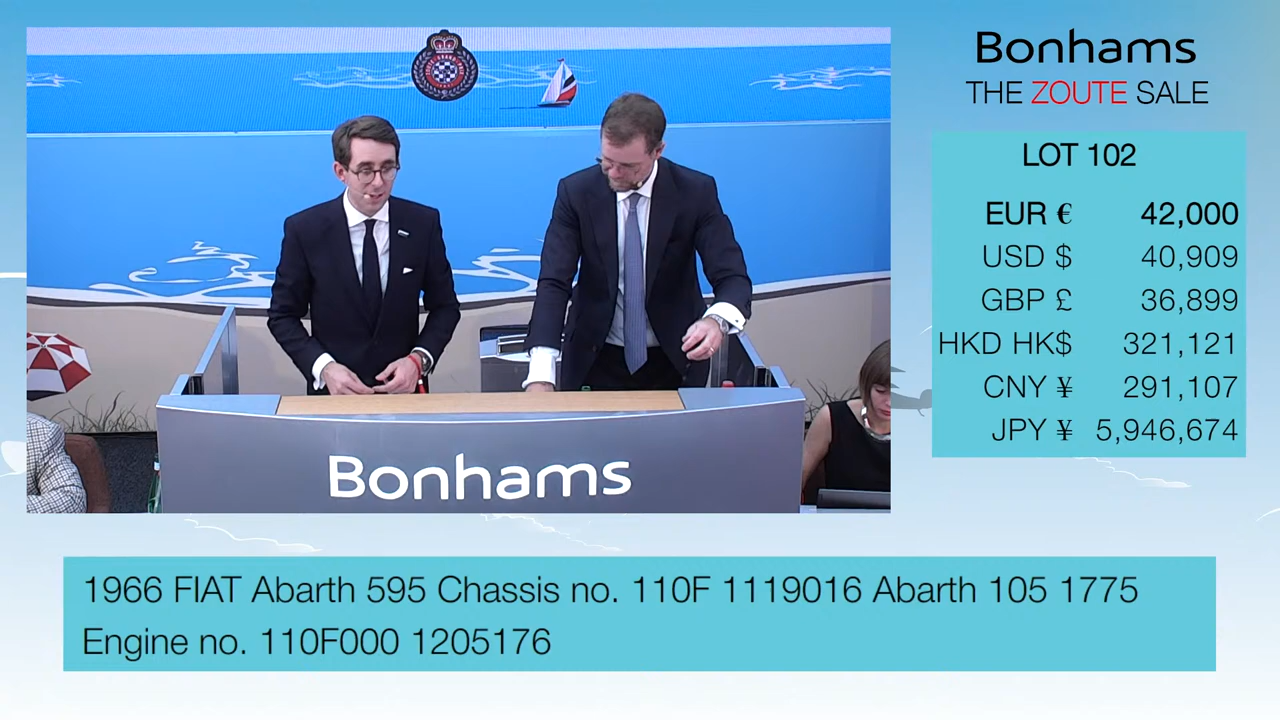 Bonhams
THE ZOUTE SALE
LOT 102
EUR € 42,000
USD $ 40,909
GBP £ 36,899
HKD HK$ 321,121
CNY ¥ 291,107
JPY ¥ 5,946,674
Bonhams
1966 FIAT Abarth 595 Chassis no. 110F 1119016 Abarth 105 1775
Engine no. 110F000 1205176